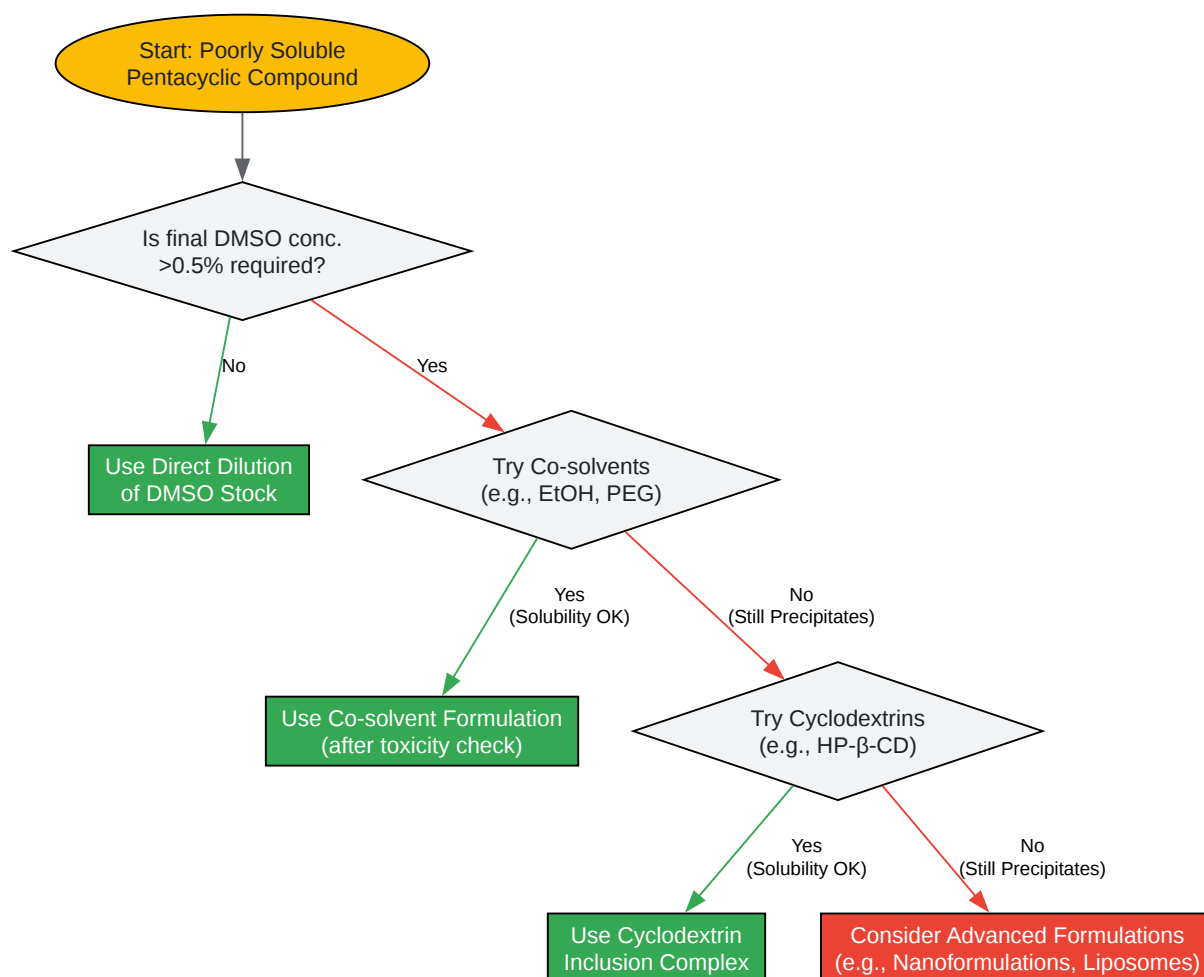 Start: Poorly Soluble
Pentacyclic Compound
Is final DMSO conc.
>0.5% required?
No
Yes
Use Direct Dilution
of DMSO Stock
Try Co-solvents
(e.g., EtOH, PEG)
Yes
(Solubility OK)
No
(Still Precipitates)
Use Co-solvent Formulation
(after toxicity check)
Try Cyclodextrins
(e.g., HP-β-CD)
Yes
(Solubility OK)
No
(Still Precipitates)
Use Cyclodextrin
Inclusion Complex
Consider Advanced Formulations
(e.g., Nanoformulations, Liposomes)